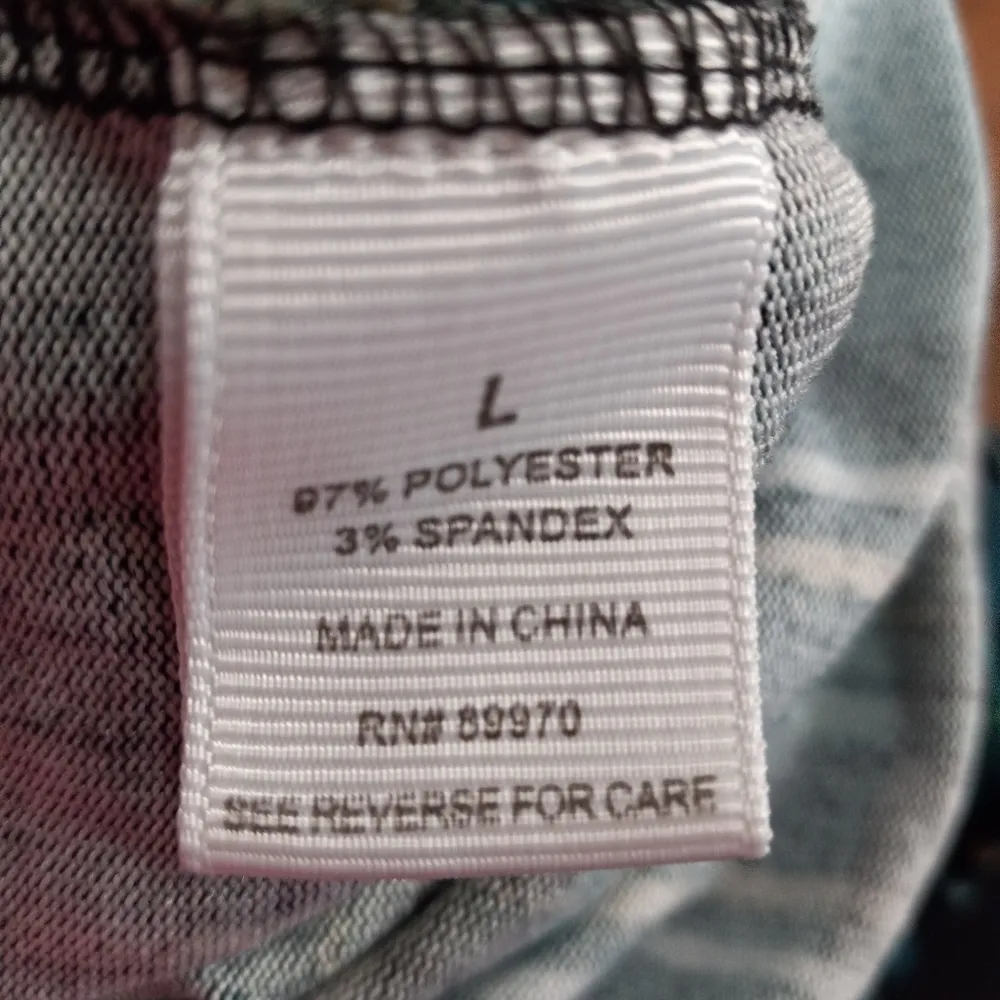 L
97% POLYESTER
3% SPANDEX
MADE IN CHINA
RN# 89970
SEE REVERSE FOR CARE